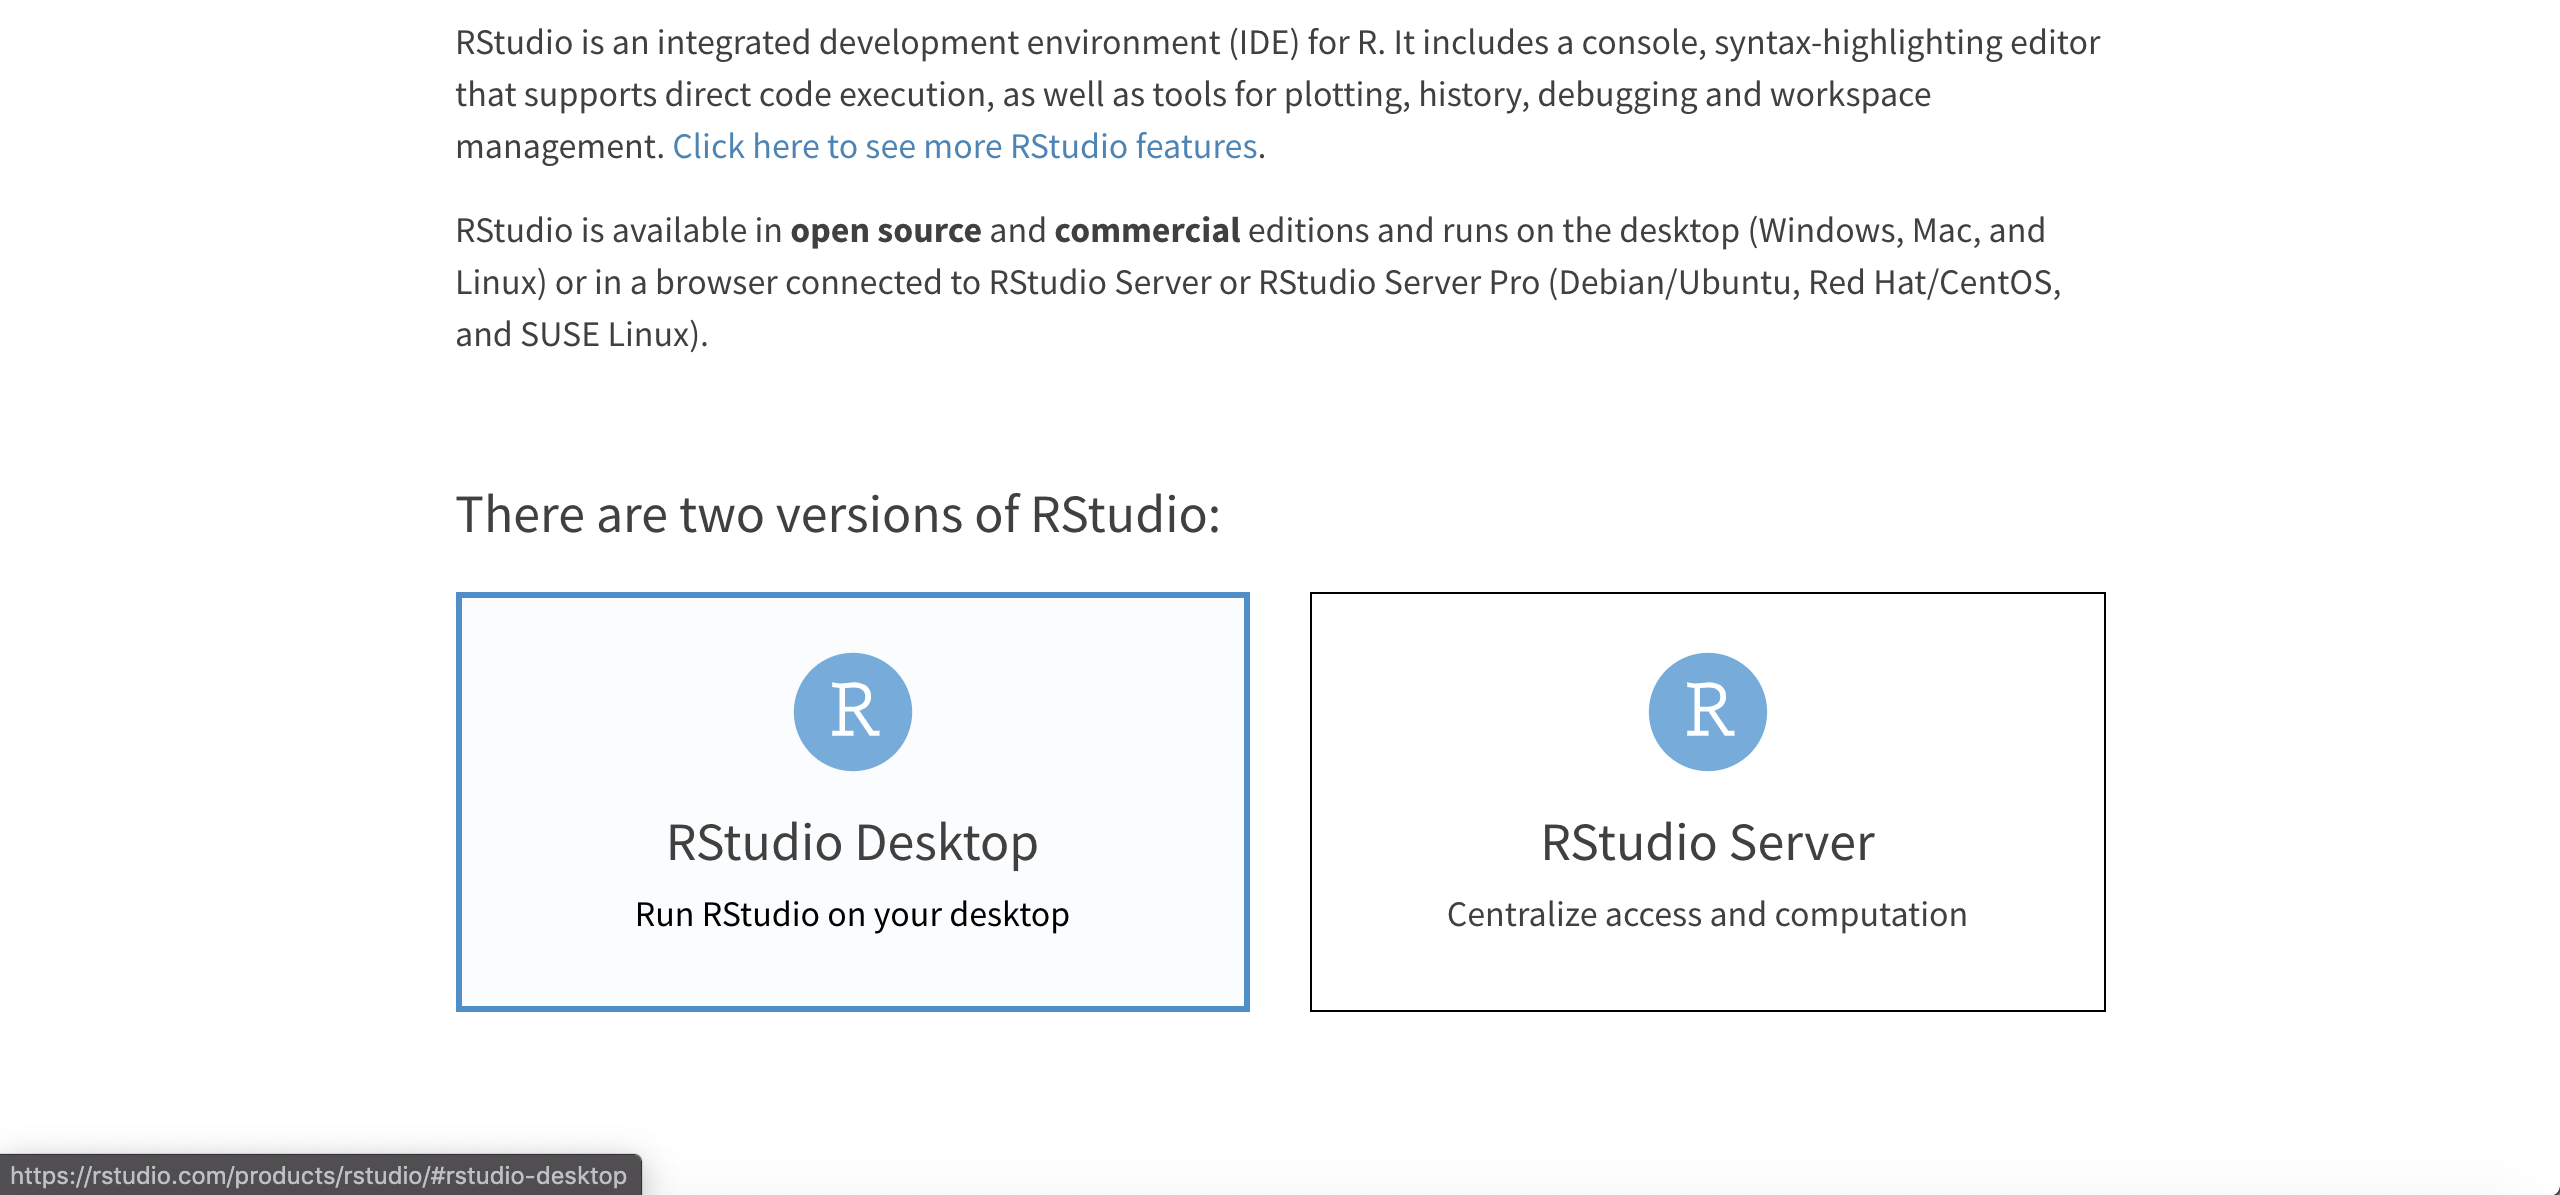 RStudio is an integrated development environment (IDE) for R. It includes a console, syntax-highlighting editor
that supports direct code execution, as well as tools for plotting, history, debugging and workspace
management. Click here to see more RStudio features.
RStudio is available in open source and commercial editions and runs on the desktop (Windows, Mac, and
Linux) or in a browser connected to RStudio Server or RStudio Server Pro (Debian/Ubuntu, Red Hat/CentOS,
and SUSE Linux).
There are two versions of RStudio:
R
RStudio Desktop
Run RStudio on your desktop
R
RStudio Server
Centralize access and computation
https://rstudio.com/products/rstudio/#rstudio-desktop